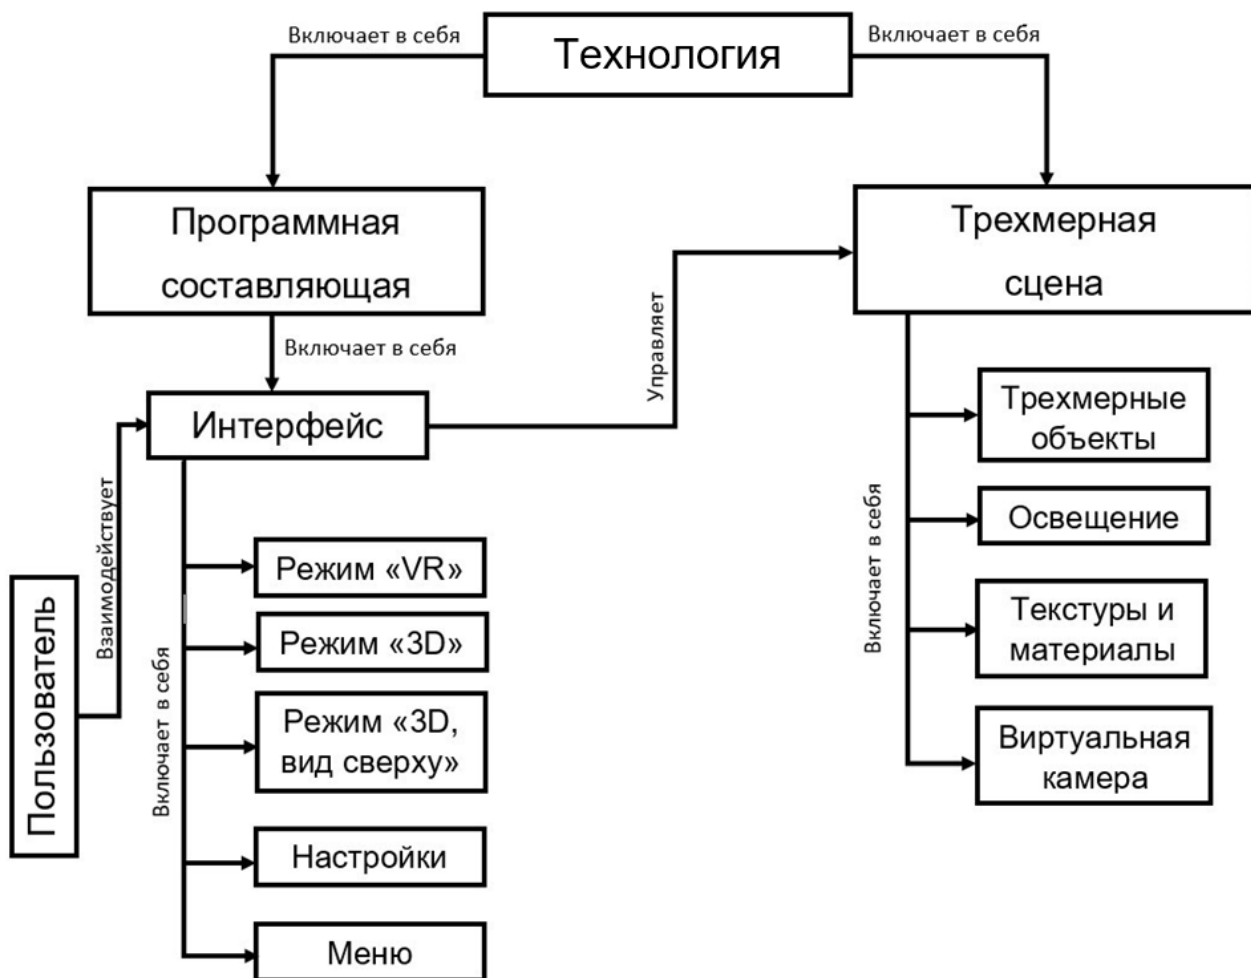 Включает в себя
Технология
Включает в себя
Программная
составляющая
Трехмерная
сцена
Включает в себя
Управляет
Интерфейс
Взаимодействует
Пользователь
Включает в себя
Режим «VR»
Режим «3D»
Режим «3D,
вид сверху»
Настройки
Меню
Включает в себя
Трехмерные
объекты
Освещение
Текстуры и
материалы
Виртуальная
камера